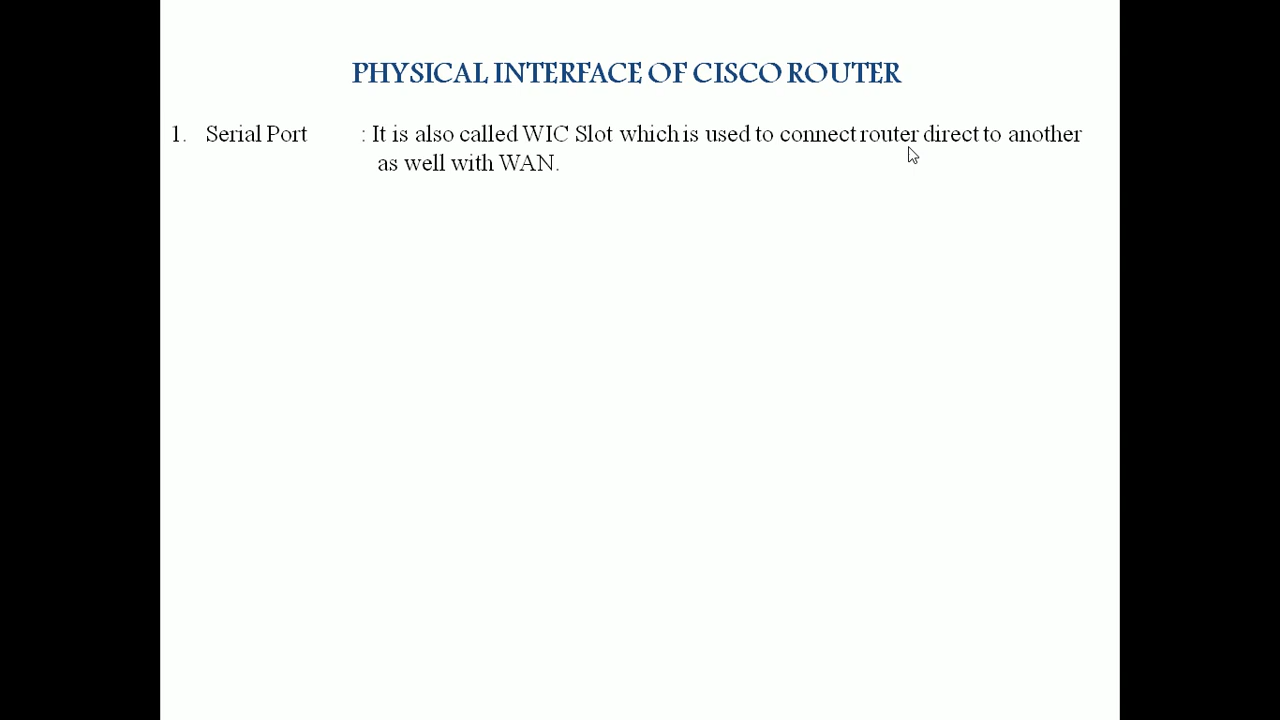 PHYSICAL INTERFACE OF CISCO ROUTER
1. Serial Port : It is also called WIC Slot which is used to connect router direct to another
as well with WAN.